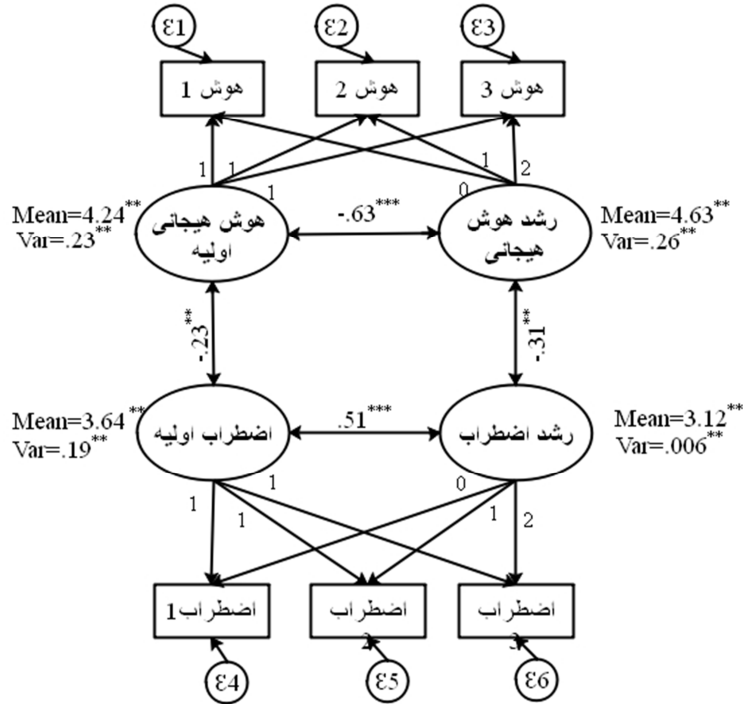 ε1
ε2
ε3
هوش 1
هوش 2
هوش 3
1
1
1
0
1
2
Mean=4.24**
Var=.23**
هوش هیجانی
اولیه
-.63***
رشد هوش
هیجانی
Mean=4.63**
Var=.26**
-.23**
-.31**
Mean=3.64**
Var=.19**
اضطراب اولیه
.51***
رشد اضطراب
Mean=3.12**
Var=.006**
1
1
1
0
1
2
اضطراب1
اضطراب
2
اضطراب
3
ε4
ε5
ε6